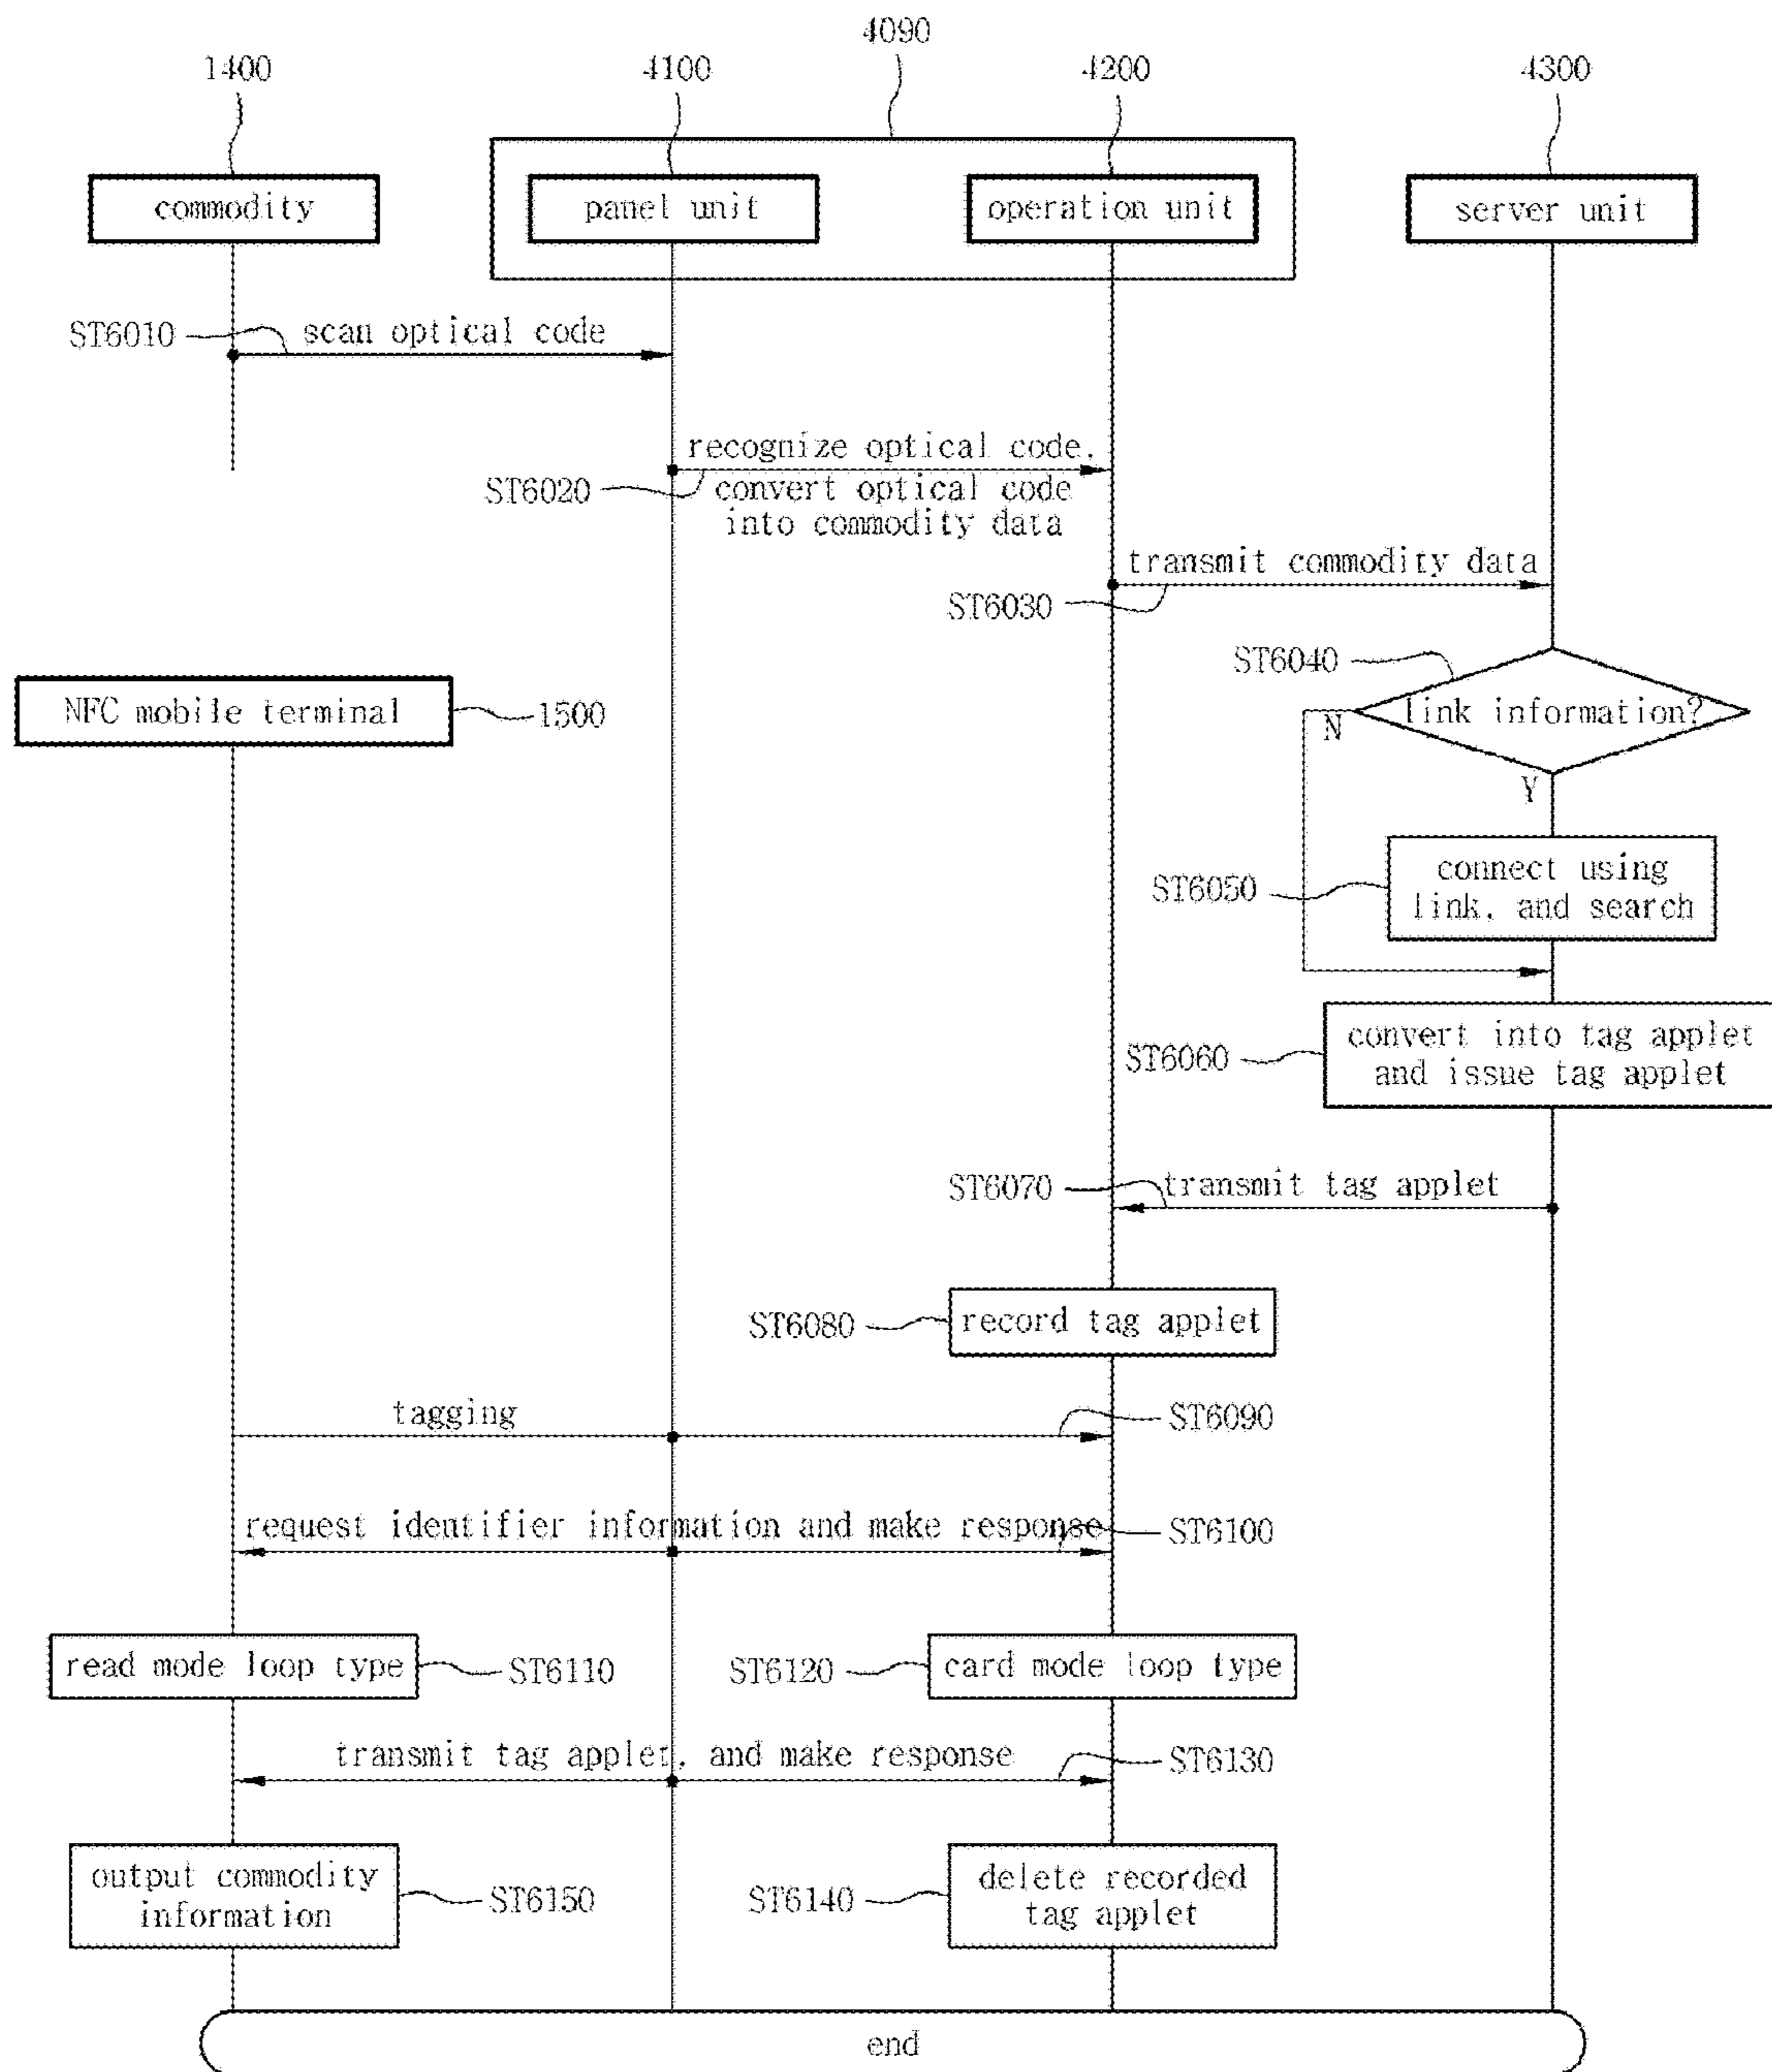 4090
1400
4100
4200
4300
commodity
panel unit
operation unit
server unit
ST6010
scan optical code
recognize optical code,
ST6020
convert optical code
into commodity data
transmit commodity data
ST6030
ST6040
NFC mobile terminal
1500
link information?
N
Y
ST6050
connect using
link, and search
ST6060
convert into tag applet
and issue tag applet
ST6070
transmit tag applet
ST6080
record tag applet
tagging
ST6090
request identifier information and make response
ST6100
read mode loop type
ST6110
ST6120
card mode loop type
transmit tag applet, and make response
ST6130
output commodity
information
ST6150
ST6140
delete recorded
tag applet
end